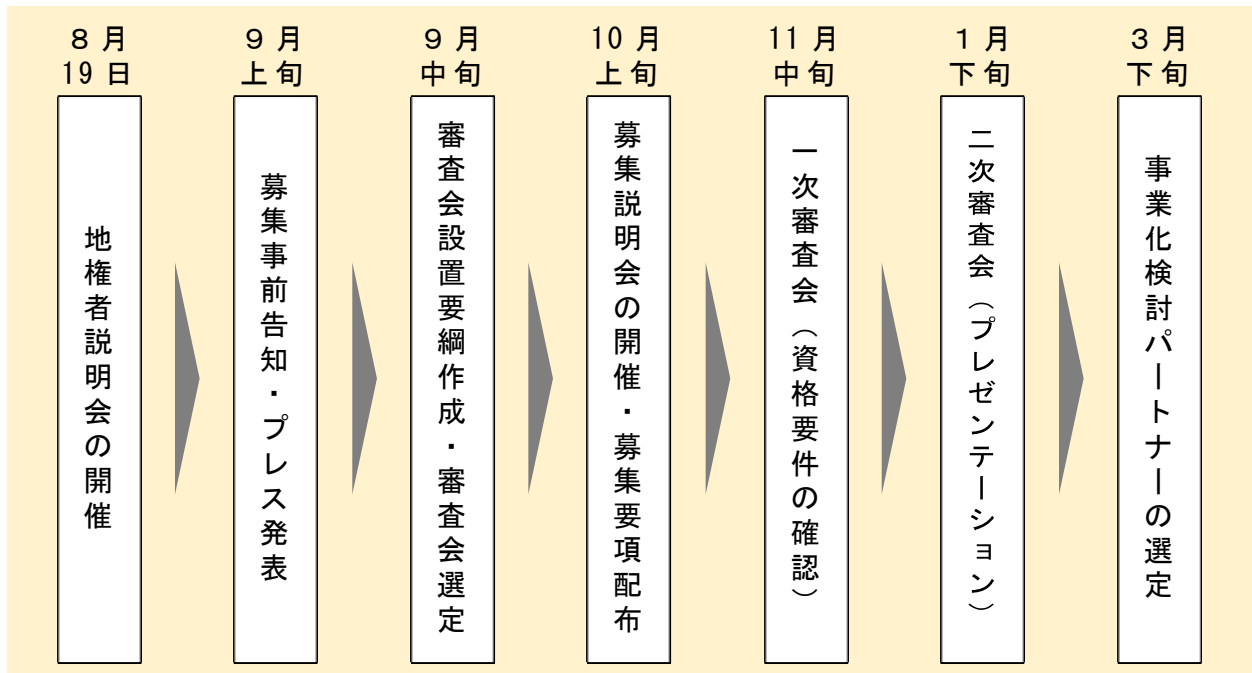 ８月
19日
地権者説明会の開催
９月
上旬
募集事前告知・プレス発表
９月
中旬
審査会設置要綱作成・審査会選定
10月
上旬
募集説明会の開催・募集要項配布
11月
中旬
一次審査会（資格要件の確認）
１月
下旬
二次審査会（プレゼンテーション）
３月
下旬
事業化検討パートナーの選定